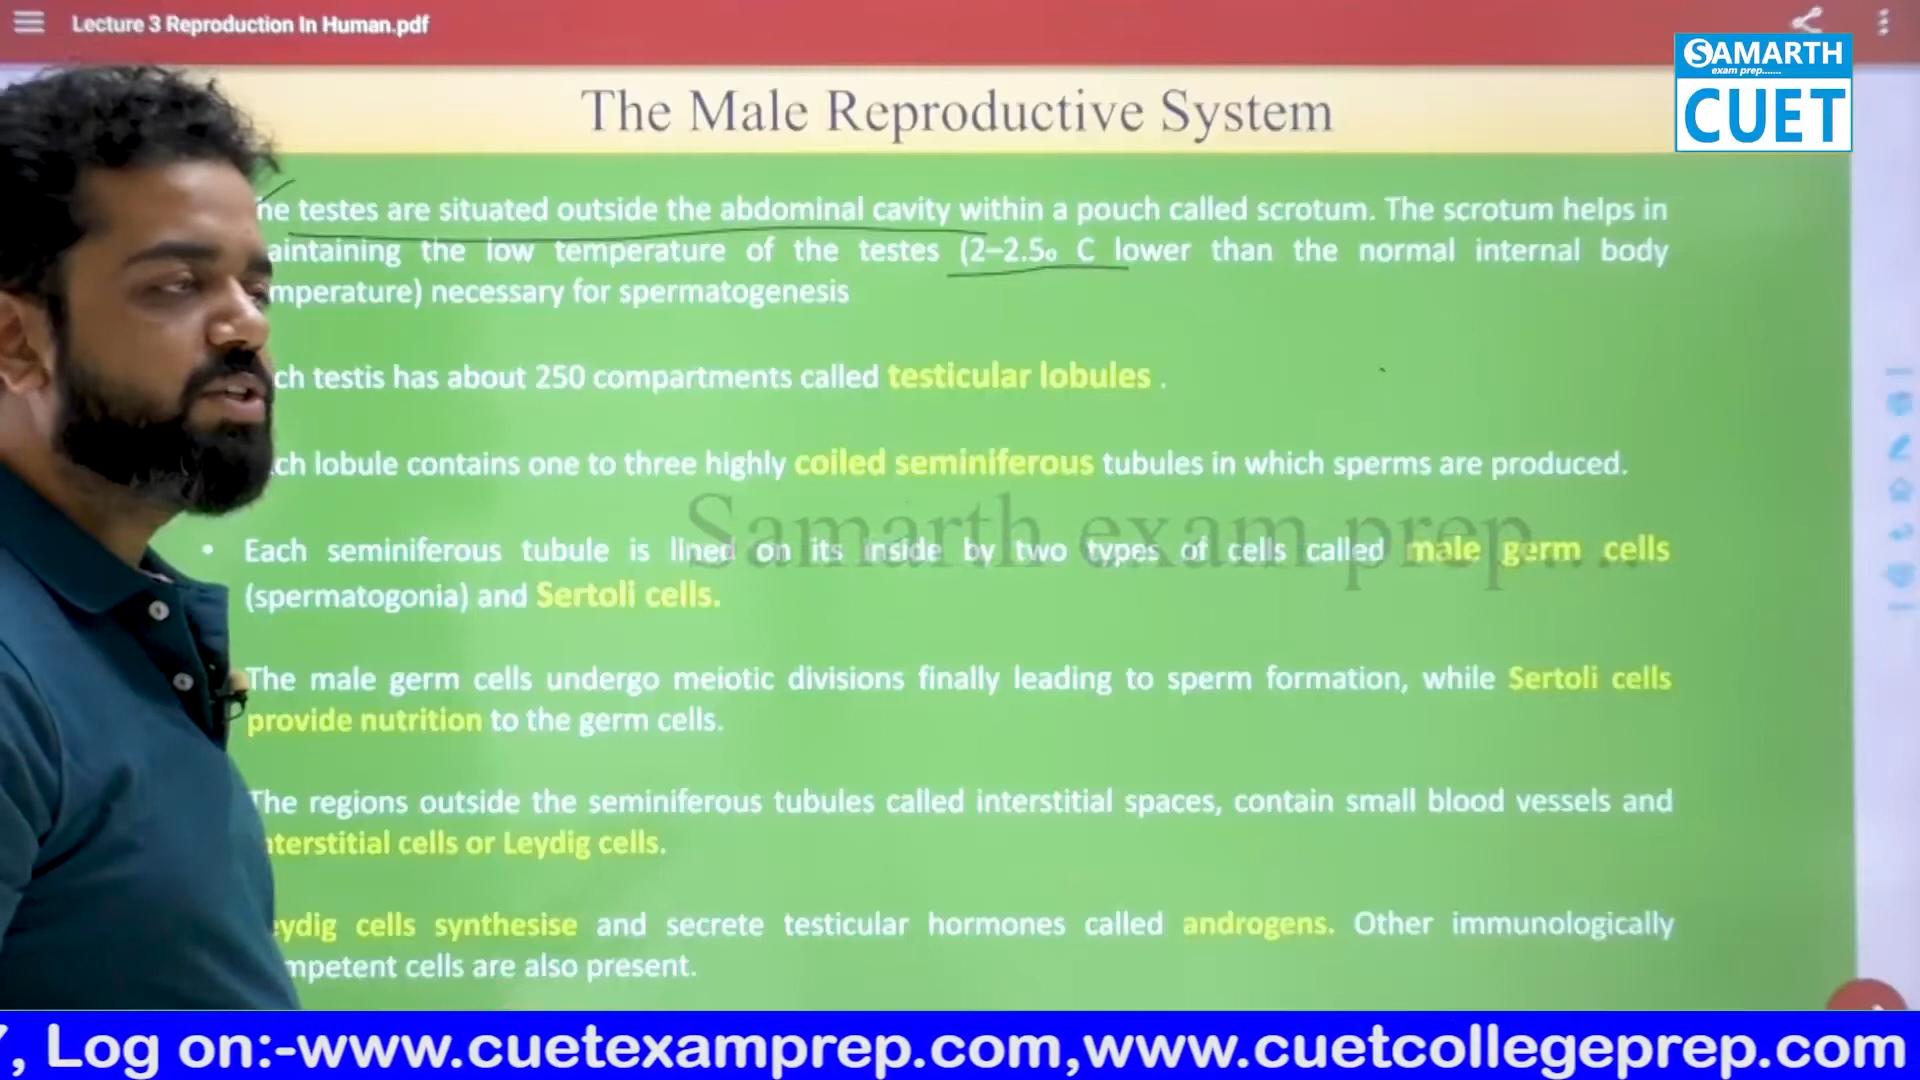 Lecture 3 Reproduction In Human.pdf
SAMARTH
exam prep.......
CUET
The Male Reproductive System
testes are situated outside the abdominal cavity within a pouch called scrotum. The scrotum helps in
the low temperature of the testes (2–2.5o C lower than the normal internal body
necessary for spermatogenesis
testis has about 250 compartments called testicular lobules .
lobule contains one to three highly coiled seminiferous tubules in which sperms are produced.
Samarth exam prep....
• Each seminiferous tubule is lined on its inside by two types of cells called male germ cells
(spermatogonia) and Sertoli cells.
The male germ cells undergo meiotic divisions finally leading to sperm formation, while Sertoli cells
provide nutrition to the germ cells.
The regions outside the seminiferous tubules called interstitial spaces, contain small blood vessels and
cells or Leydig cells.
cells synthesise and secrete testicular hormones called androgens. Other immunologically
cells are also present.
, Log on:-www.cuetexamprep.com,www.cuetcollegeprep.com